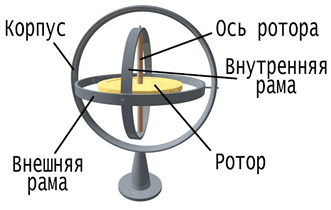 Корпус
Ось ротора
Внутренняя
рама
Внешняя
рама
Ротор